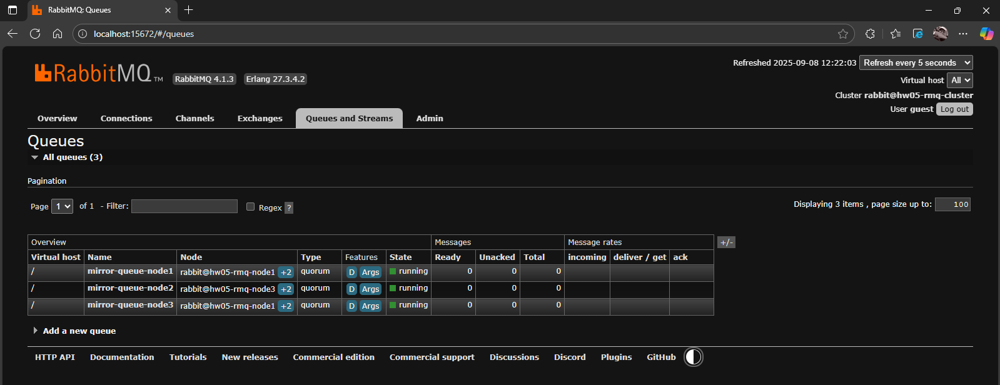 RabbitMQ: Queues
localhost:15672/#/queues
RabbitMQ TM RabbitMQ 4.1.3 Erlang 27.3.4.2
Refreshed 2025-09-08 12:22:03 Refresh every 5 seconds
Virtual host All
Cluster rabbit@hw05-rmq-cluster
User guest Log out
Overview Connections Channels Exchanges Queues and Streams Admin
Queues
All queues (3)
Pagination
Page 1 of 1 - Filter: Regex ? Displaying 3 items , page size up to: 100
Overview Messages Message rates +/-
Virtual host Name Node Type Features State Ready Unacked Total incoming deliver / get ack
/ mirror-queue-node1 rabbit@hw05-rmq-node1 +2 quorum D Args running 0 0 0
/ mirror-queue-node2 rabbit@hw05-rmq-node3 +2 quorum D Args running 0 0 0
/ mirror-queue-node3 rabbit@hw05-rmq-node1 +2 quorum D Args running 0 0 0
Add a new queue
HTTP API Documentation Tutorials New releases Commercial edition Commercial support Discussions Discord Plugins GitHub